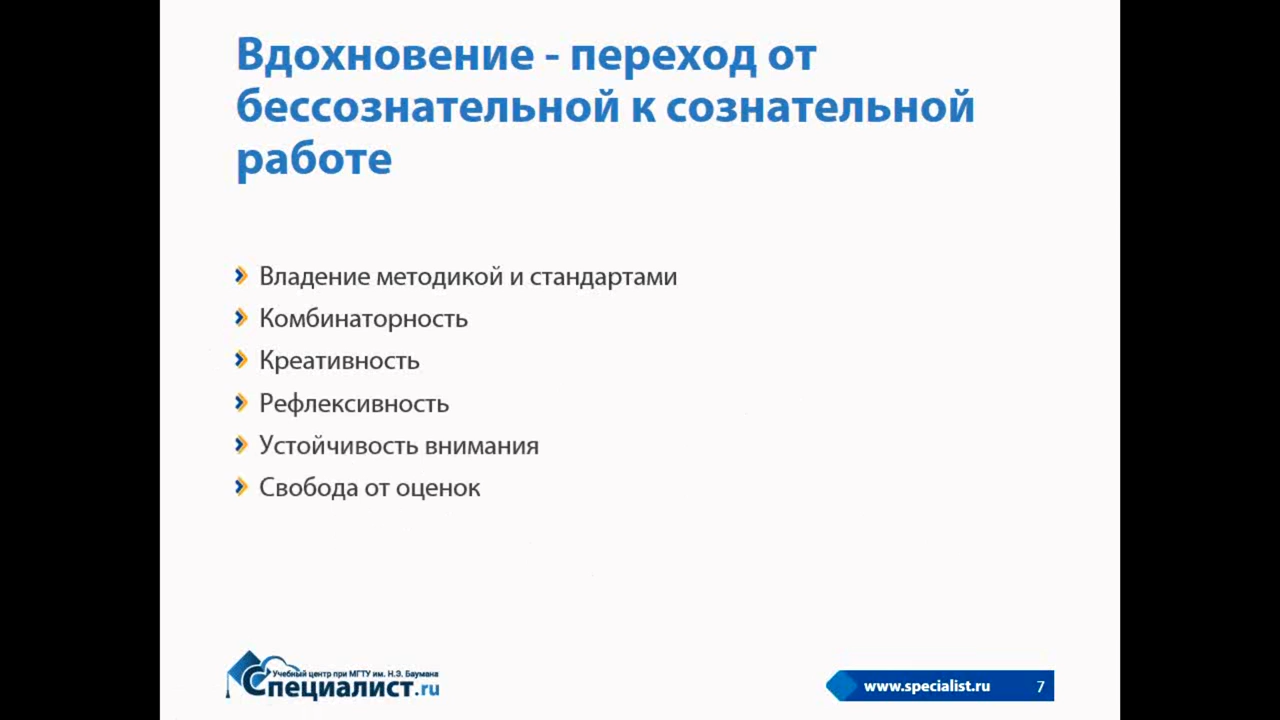 Вдохновение - переход от
бессознательной к сознательной
работе
Владение методикой и стандартами
Комбинаторность
Креативность
Рефлексивность
Устойчивость внимания
Свобода от оценок
Учебный центр при МГТУ им. Н.Э. Баумана
Специалист.ru
www.specialist.ru 7